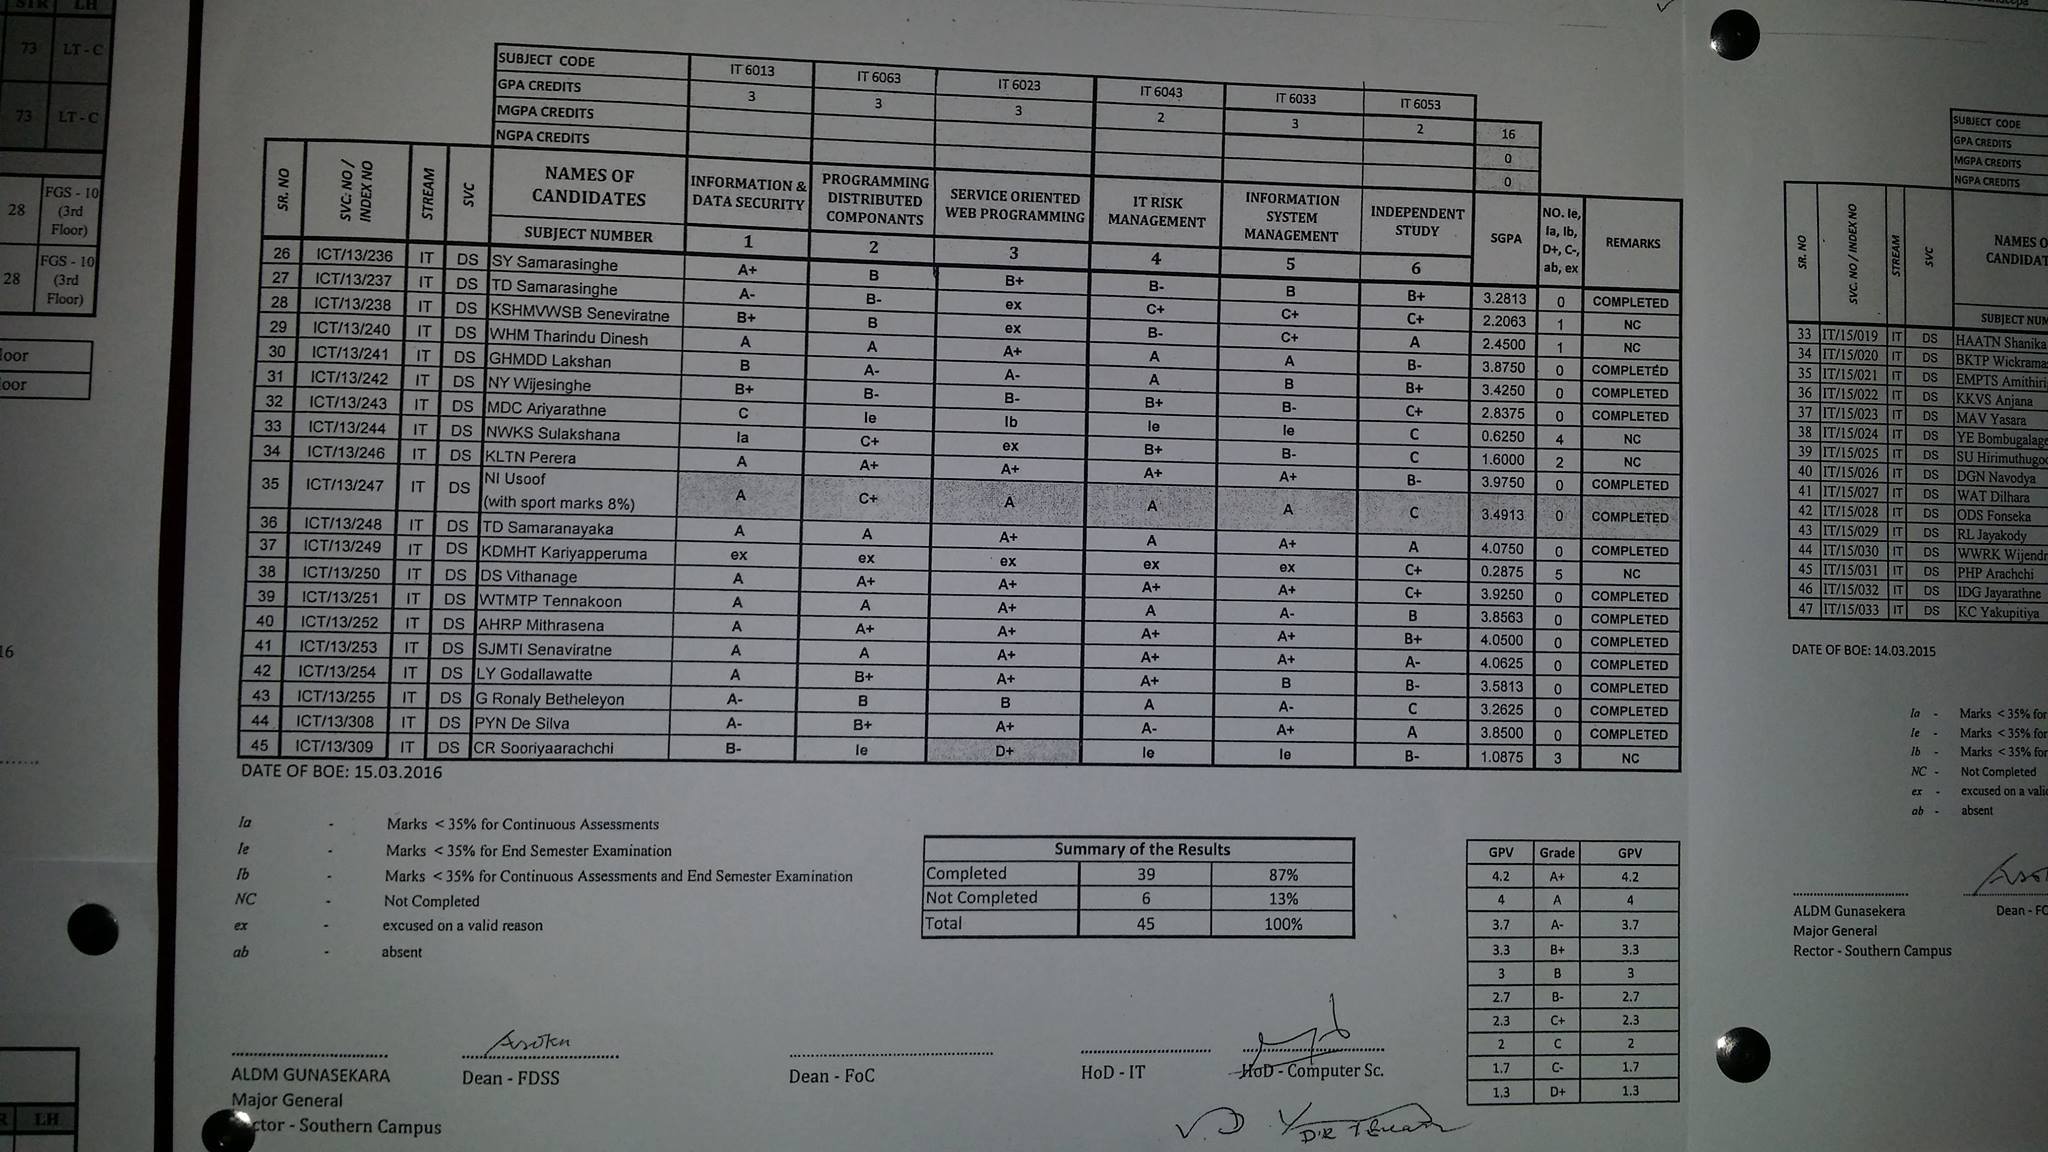 STR LH
73 LT - C
73 LT - C
28 FGS - 10 (3rd Floor)
28 FGS - 10 (3rd Floor)
SUBJECT CODE IT 6013 IT 6063 IT 6023 IT 6043 IT 6033 IT 6053
GPA CREDITS 3 3 3 2 3 2 16
MGPA CREDITS 0
NGPA CREDITS 0
SR. NO SVC. NO / INDEX NO STREAM SVC NAMES OF CANDIDATES INFORMATION & DATA SECURITY PROGRAMMING DISTRIBUTED COMPONANTS SERVICE ORIENTED WEB PROGRAMMING IT RISK MANAGEMENT INFORMATION SYSTEM MANAGEMENT INDEPENDENT STUDY SGPA NO. Ie, Ia, Ib, D+, C-, ab, ex REMARKS
SUBJECT NUMBER 1 2 3 4 5 6
26 ICT/13/236 IT DS SY Samarasinghe A+ B B+ B- B B+ 3.2813 0 COMPLETED
27 ICT/13/237 IT DS TD Samarasinghe A- B- ex C+ C+ C+ 2.2063 1 NC
28 ICT/13/238 IT DS KSHMVWSB Seneviratne B+ B ex B- C+ C+ 2.4500 1 NC
29 ICT/13/240 IT DS WHM Tharindu Dinesh A A A+ A A A 3.8750 0 COMPLETED
30 ICT/13/241 IT DS GHMDD Lakshan B A- A- A B B- 3.4250 0 COMPLETED
31 ICT/13/242 IT DS NY Wijesinghe B+ B- B- B+ B- B+ 2.8375 0 COMPLETED
32 ICT/13/243 IT DS MDC Ariyarathne C Ie Ib Ie Ie C+ 0.6250 4 NC
33 ICT/13/244 IT DS NWKS Sulakshana Ia C+ ex B+ B- C 1.6000 2 NC
34 ICT/13/246 IT DS KLTN Perera A A+ A+ A+ A+ C 3.9750 0 COMPLETED
35 ICT/13/247 IT DS NI Usoof (with sport marks 8%) A C+ A A A C 3.4913 0 COMPLETED
36 ICT/13/248 IT DS TD Samaranayaka A A A+ A A+ A 4.0750 0 COMPLETED
37 ICT/13/249 IT DS KDMHT Kariyapperuma ex ex ex ex ex C+ 0.2875 5 NC
38 ICT/13/250 IT DS DS Vithanage A A+ A+ A+ A+ C+ 3.9250 0 COMPLETED
39 ICT/13/251 IT DS WTMTP Tennakoon A A A+ A A- B 3.8563 0 COMPLETED
40 ICT/13/252 IT DS AHRP Mithrasena A A+ A+ A+ A+ B+ 4.0500 0 COMPLETED
41 ICT/13/253 IT DS SJMTI Senaviratne A A A+ A+ A+ A- 4.0625 0 COMPLETED
42 ICT/13/254 IT DS LY Godallawatte A B+ A+ A+ B B- 3.5813 0 COMPLETED
43 ICT/13/255 IT DS G Ronaly Betheleyon A- B B A A- C 3.2625 0 COMPLETED
44 ICT/13/308 IT DS PYN De Silva A- B+ A+ A- A+ A 3.8500 0 COMPLETED
45 ICT/13/309 IT DS CR Sooriyaarachchi B- Ie D+ Ie Ie B- 1.0875 3 NC
DATE OF BOE: 15.03.2016
Ia - Marks < 35% for Continuous Assessments
Ie - Marks < 35% for End Semester Examination
Ib - Marks < 35% for Continuous Assessments and End Semester Examination
NC - Not Completed
ex - excused on a valid reason
ab - absent
Summary of the Results
Completed 39 87%
Not Completed 6 13%
Total 45 100%
GPV Grade GPV
4.2 A+ 4.2
4 A 4
3.7 A- 3.7
3.3 B+ 3.3
3 B 3
2.7 B- 2.7
2.3 C+ 2.3
2 C 2
1.7 C- 1.7
1.3 D+ 1.3
ALDM GUNASEKARA
Major General
Rector - Southern Campus
Dean - FDSS
Dean - FoC
HoD - IT
HoD - Computer Sc.
SUBJECT CODE
GPA CREDITS
MGPA CREDITS
NGPA CREDITS
SR. NO SVC. NO / INDEX NO STREAM SVC NAMES O CANDIDAT
SUBJECT NUM
33 IT/15/019 IT DS HAATN Shanika
34 IT/15/020 IT DS BKTP Wickrama
35 IT/15/021 IT DS EMPTS Amithiri
36 IT/15/022 IT DS KKVS Anjana
37 IT/15/023 IT DS MAV Yasara
38 IT/15/024 IT DS YE Bombugalage
39 IT/15/025 IT DS SU Hirimuthugo
40 IT/15/026 IT DS DGN Navodya
41 IT/15/027 IT DS WAT Dilhara
42 IT/15/028 IT DS ODS Fonseka
43 IT/15/029 IT DS RL Jayakody
44 IT/15/030 IT DS WWRK Wijendr
45 IT/15/031 IT DS PHP Arachchi
46 IT/15/032 IT DS IDG Jayarathne
47 IT/15/033 IT DS KC Yakupitiya
DATE OF BOE: 14.03.2015
Ia - Marks < 35% for
Ie - Marks < 35% for
Ib - Marks < 35% for
NC - Not Completed
ex - excused on a valid
ab - absent
ALDM Gunasekera
Major General
Rector - Southern Campus
Dean - FC
LH